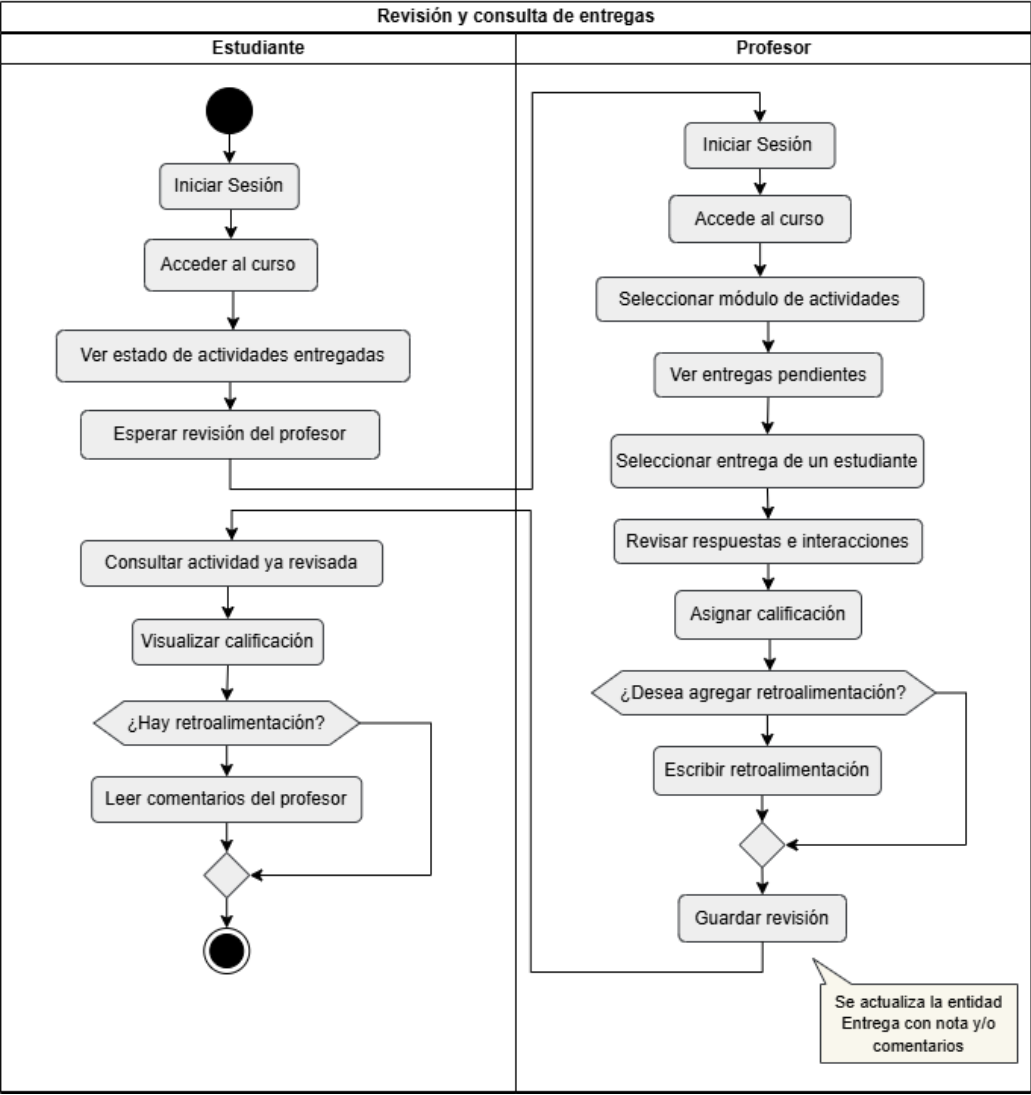 Revisión y consulta de entregas
Estudiante
Profesor
Iniciar Sesión
Acceder al curso
Ver estado de actividades entregadas
Esperar revisión del profesor
Iniciar Sesión
Accede al curso
Seleccionar módulo de actividades
Ver entregas pendientes
Seleccionar entrega de un estudiante
Revisar respuestas e interacciones
Asignar calificación
¿Desea agregar retroalimentación?
Escribir retroalimentación
Guardar revisión
Se actualiza la entidad
Entrega con nota y/o
comentarios
Consultar actividad ya revisada
Visualizar calificación
¿Hay retroalimentación?
Leer comentarios del profesor